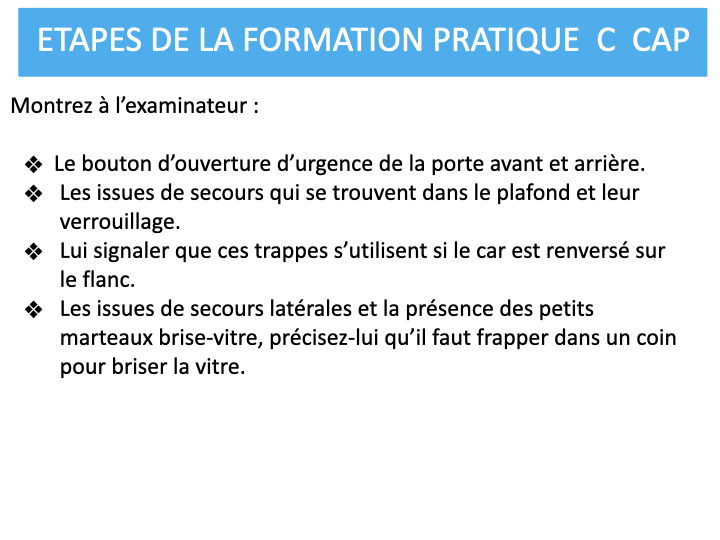 ETAPES DE LA FORMATION PRATIQUE  C  CAP
Montrez à l’examinateur :
❖ Le bouton d’ouverture d’urgence de la porte avant et arrière.
❖ Les issues de secours qui se trouvent dans le plafond et leur
verrouillage.
❖ Lui signaler que ces trappes s’utilisent si le car est renversé sur
le flanc.
❖ Les issues de secours latérales et la présence des petits
marteaux brise-vitre, précisez-lui qu’il faut frapper dans un coin
pour briser la vitre.